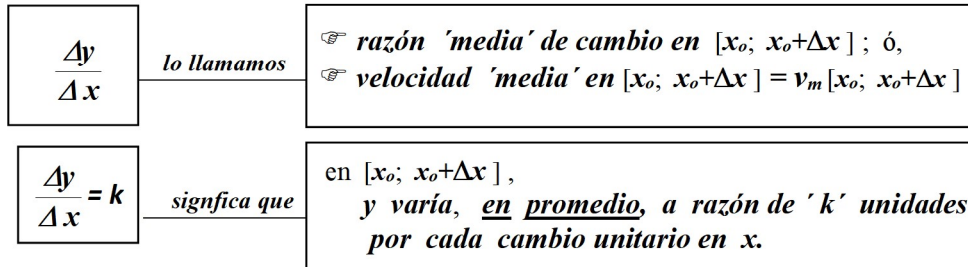 Δy
Δx
lo llamamos
☞ razón ´media´ de cambio en [xₒ; xₒ+Δx] ; ó,
☞ velocidad ´media´ en [xₒ; xₒ+Δx] = vₘ [xₒ; xₒ+Δx]
Δy
Δx
= k
signfica que
en [xₒ; xₒ+Δx] ,
y varía, en promedio, a razón de ´k´ unidades
por cada cambio unitario en x.